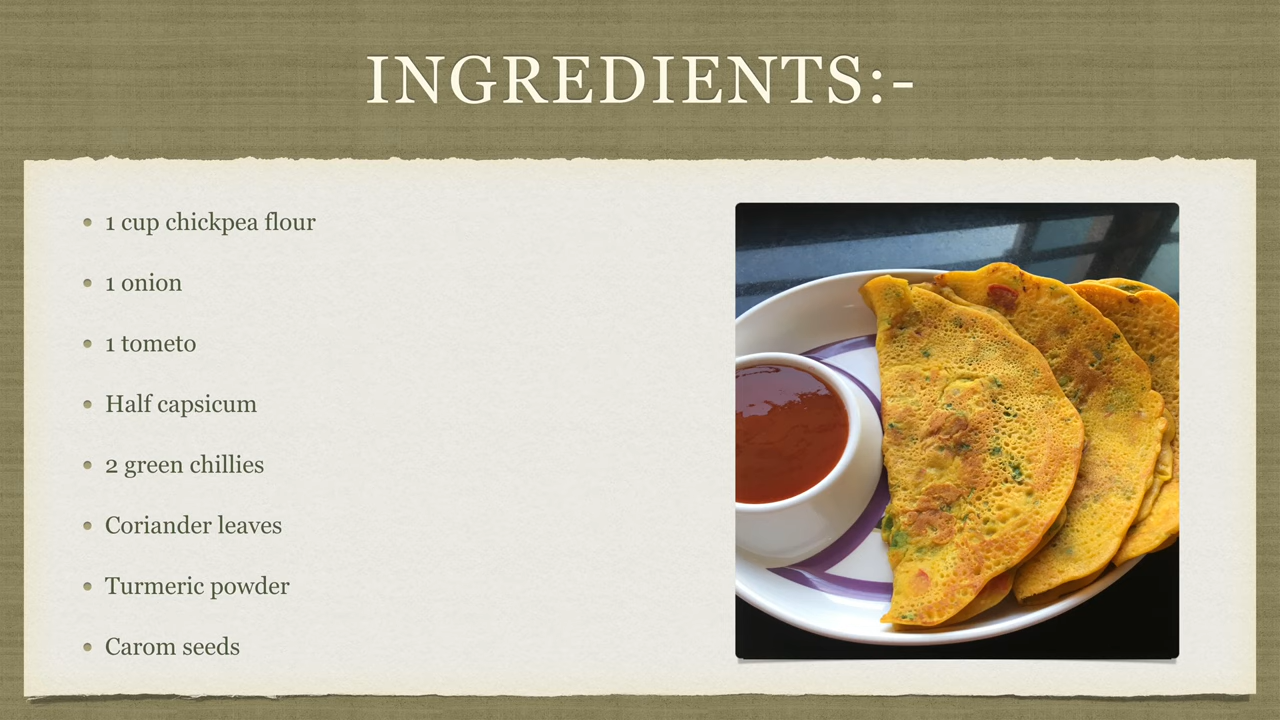 INGREDIENTS:-
• 1 cup chickpea flour
• 1 onion
• 1 tometo
• Half capsicum
• 2 green chillies
• Coriander leaves
• Turmeric powder
• Carom seeds